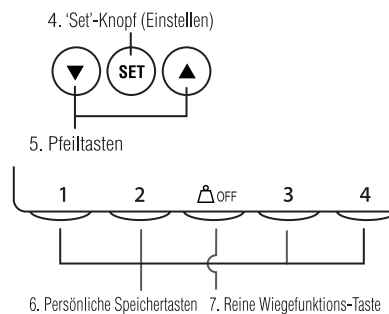 4. 'Set'-Knopf (Einstellen)
▼ SET ▲
5. Pfeiltasten
1 2 OFF 3 4
6. Persönliche Speichertasten 7. Reine Wiegefunktions-Taste